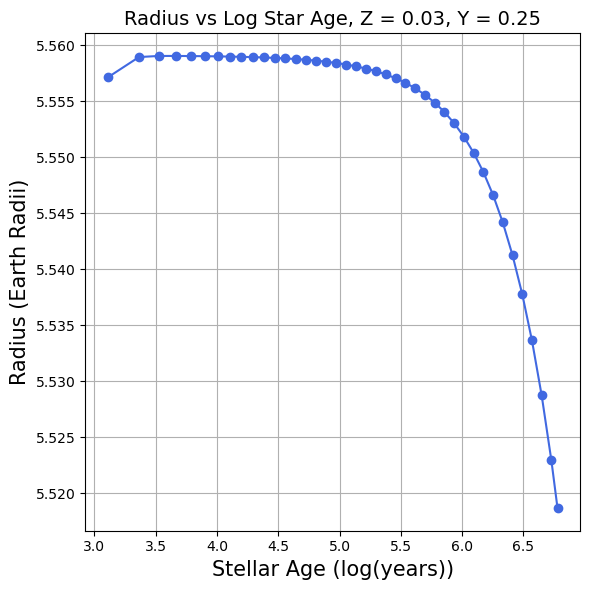 Radius vs Log Star Age, Z = 0.03, Y = 0.25
Radius (Earth Radii)
5.560
5.555
5.550
5.545
5.540
5.535
5.530
5.525
5.520
3.0 3.5 4.0 4.5 5.0 5.5 6.0 6.5
Stellar Age (log(years))